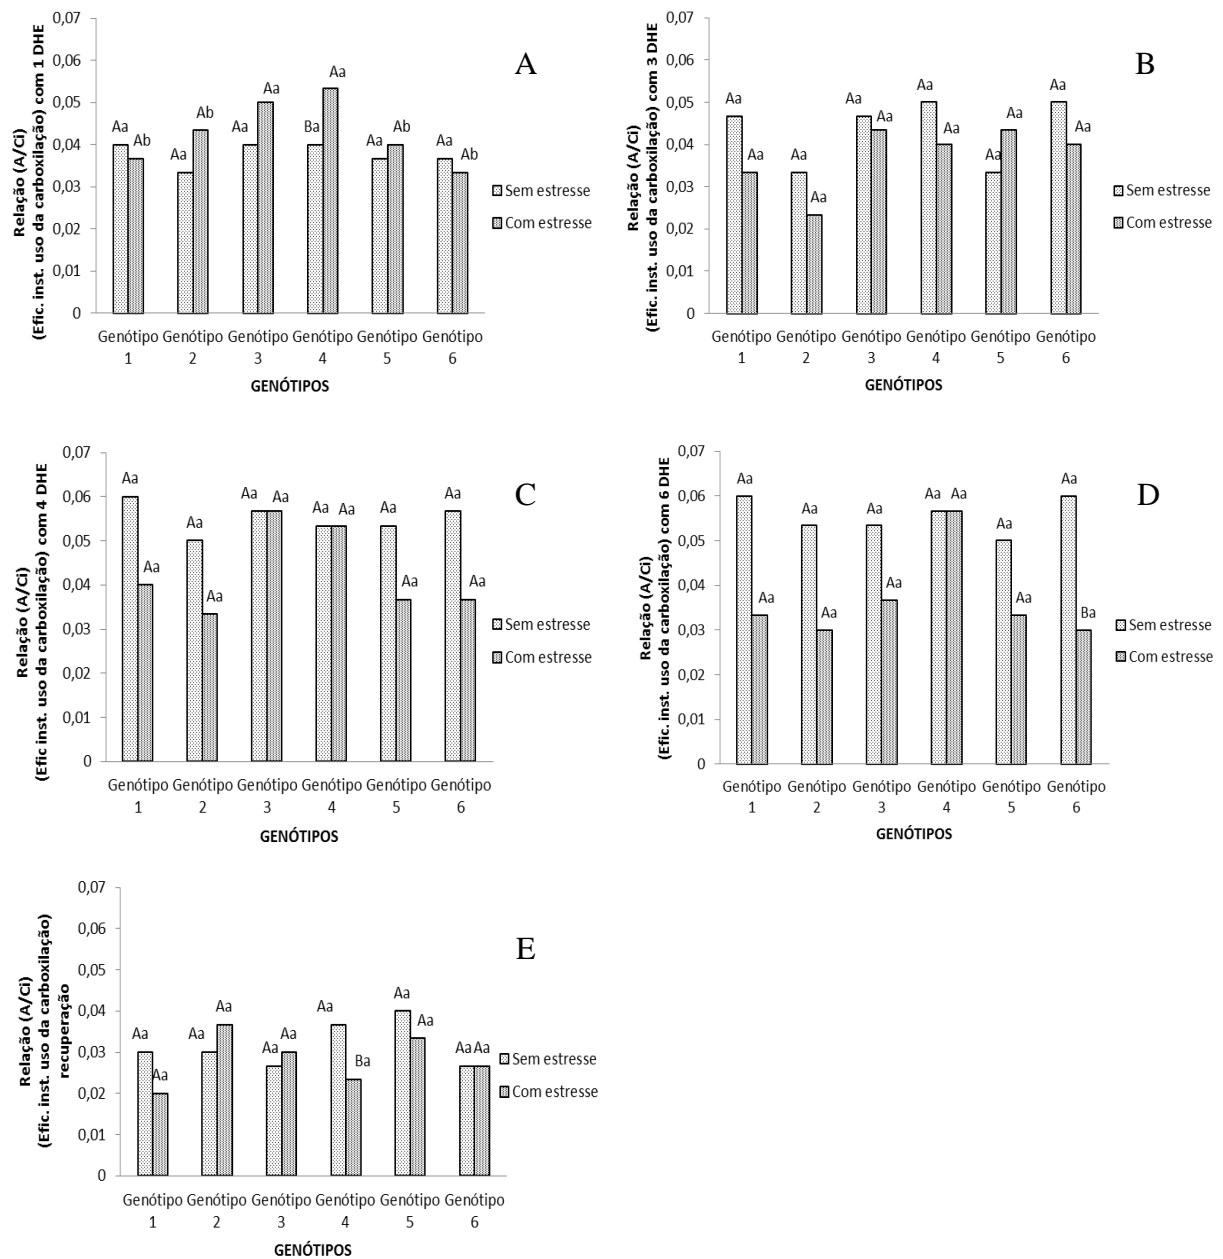 Relação (A/Ci)
(Efic. inst. uso da carboxilação) com 1 DHE
0,07
0,06
0,05
0,04
0,03
0,02
0,01
0
Aa Ab
Aa Ab
Aa Aa
Ba Aa
Aa Ab
Aa Ab
A
Sem estresse
Com estresse
Genótipo Genótipo Genótipo Genótipo Genótipo Genótipo
1 2 3 4 5 6
GENÓTIPOS
Relação (A/Ci)
(Efic. inst. uso da carboxilação) com 3 DHE
0,07
0,06
0,05
0,04
0,03
0,02
0,01
0
Aa Aa
Aa Aa
Aa Aa
Aa Aa
Aa Aa
Aa Aa
B
Sem estresse
Com estresse
Genótipo Genótipo Genótipo Genótipo Genótipo Genótipo
1 2 3 4 5 6
GENÓTIPOS
Relação (A/Ci)
(Efic inst. uso da carboxilação) com 4 DHE
0,07
0,06
0,05
0,04
0,03
0,02
0,01
0
Aa Aa
Aa Aa
Aa Aa
Aa Aa
Aa Aa
Aa Aa
C
Sem estresse
Com estresse
Genótipo Genótipo Genótipo Genótipo Genótipo Genótipo
1 2 3 4 5 6
GENÓTIPOS
Relação (A/Ci)
(Efic. inst. uso da carboxilação) com 6 DHE
0,07
0,06
0,05
0,04
0,03
0,02
0,01
0
Aa Aa
Aa Aa
Aa Aa
Aa Aa
Aa Aa
Aa Ba
D
Sem estresse
Com estresse
Genótipo Genótipo Genótipo Genótipo Genótipo Genótipo
1 2 3 4 5 6
GENÓTIPOS
Relação (A/Ci)
(Efic. inst. uso da carboxilação)
recuperação
0,07
0,06
0,05
0,04
0,03
0,02
0,01
0
Aa Aa
Aa Aa
Aa Aa
Aa Ba
Aa Aa
Aa Aa
E
Sem estresse
Com estresse
Genótipo Genótipo Genótipo Genótipo Genótipo Genótipo
1 2 3 4 5 6
GENÓTIPOS